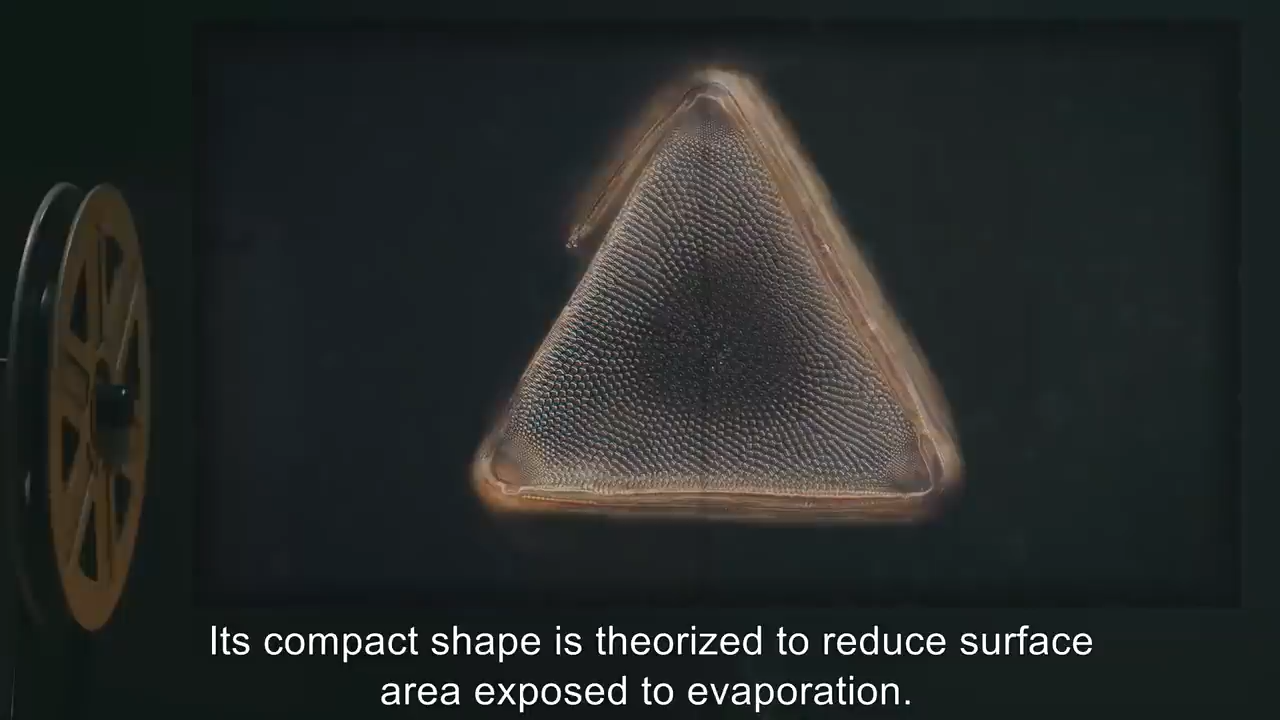 Its compact shape is theorized to reduce surface
area exposed to evaporation.